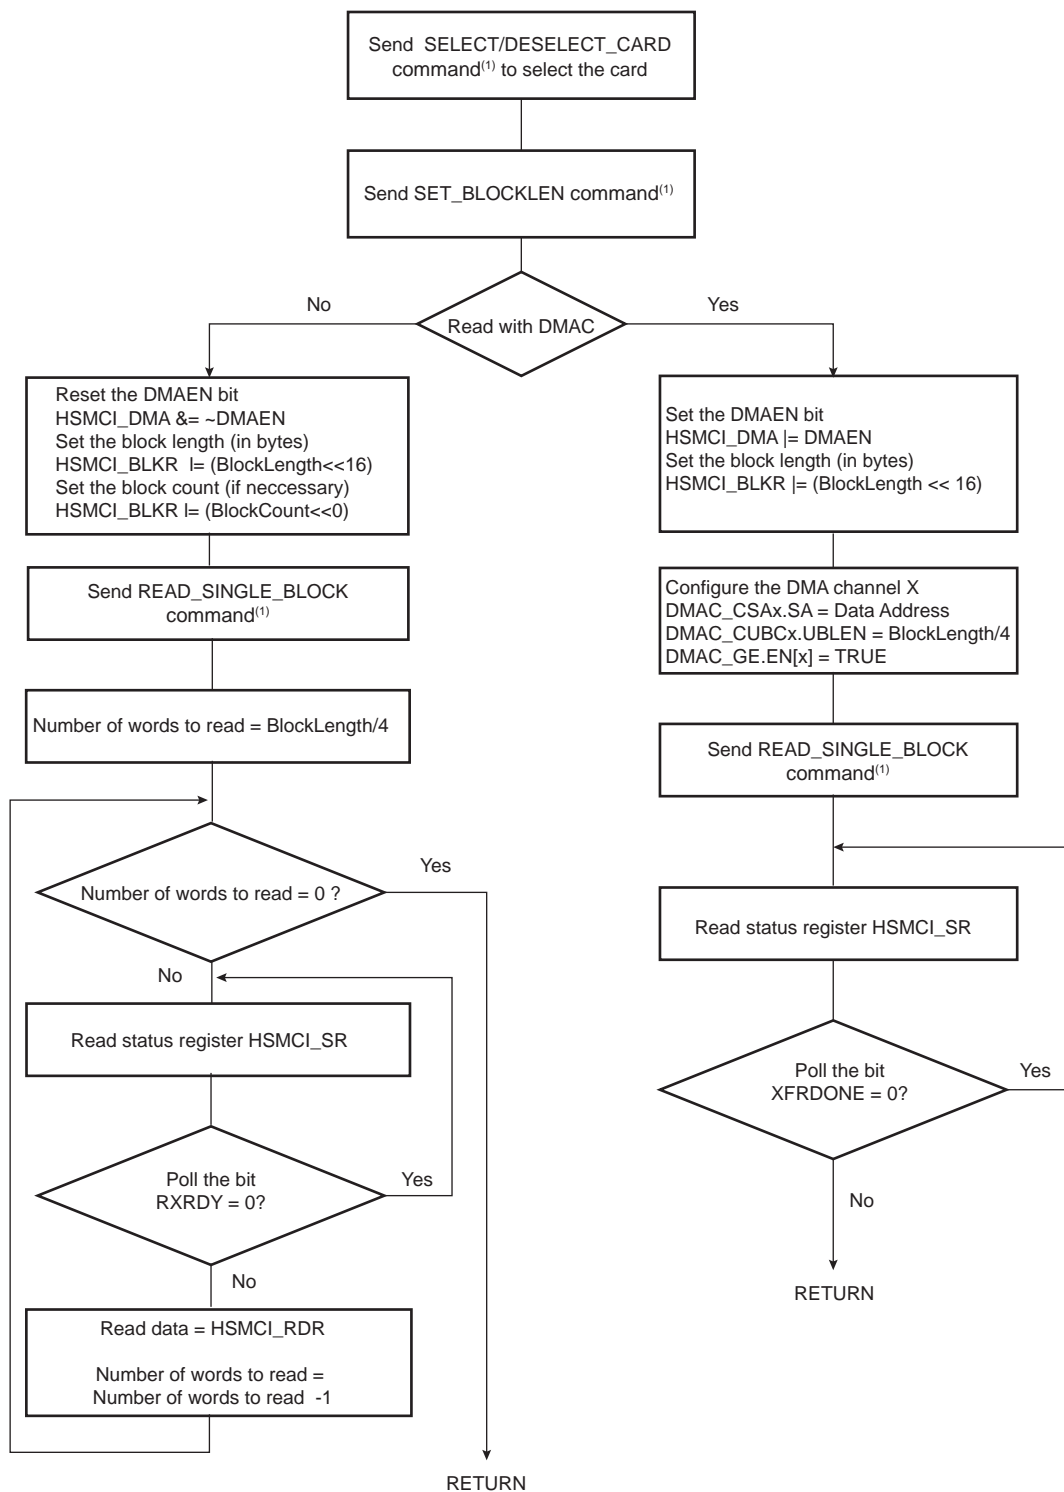 Send SELECT/DESELECT_CARD
command(1) to select the card
Send SET_BLOCKLEN command(1)
No
Yes
Read with DMAC
Reset the DMAEN bit
HSMCI_DMA &= ~DMAEN
Set the block length (in bytes)
HSMCI_BLKR l= (BlockLength<<16)
Set the block count (if neccessary)
HSMCI_BLKR l= (BlockCount<<0)
Send READ_SINGLE_BLOCK
command(1)
Number of words to read = BlockLength/4
Number of words to read = 0 ?
Yes
No
Read status register HSMCI_SR
Poll the bit
RXRDY = 0?
Yes
No
Read data = HSMCI_RDR
Number of words to read =
Number of words to read -1
RETURN
Set the DMAEN bit
HSMCI_DMA |= DMAEN
Set the block length (in bytes)
HSMCI_BLKR |= (BlockLength << 16)
Configure the DMA channel X
DMAC_CSAx.SA = Data Address
DMAC_CUBCx.UBLEN = BlockLength/4
DMAC_GE.EN[x] = TRUE
Send READ_SINGLE_BLOCK
command(1)
Read status register HSMCI_SR
Poll the bit
XFRDONE = 0?
Yes
No
RETURN